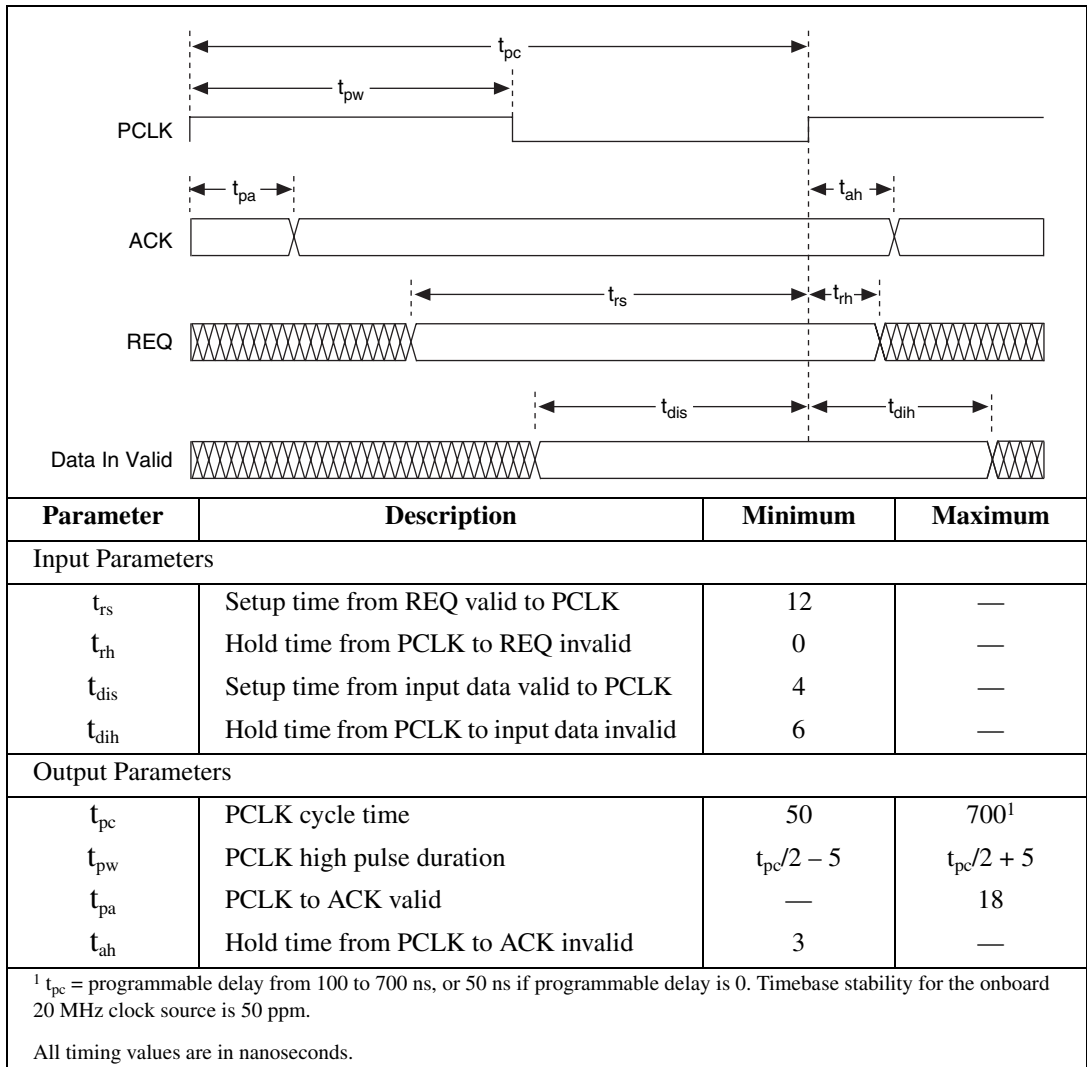 t_pc
t_pw
PCLK
t_pa
t_ah
ACK
t_rs
t_rh
REQ
t_dis
t_dih
Data In Valid
Parameter Description Minimum Maximum
Input Parameters
t_rs Setup time from REQ valid to PCLK 12 —
t_rh Hold time from PCLK to REQ invalid 0 —
t_dis Setup time from input data valid to PCLK 4 —
t_dih Hold time from PCLK to input data invalid 6 —
Output Parameters
t_pc PCLK cycle time 50 700¹
t_pw PCLK high pulse duration t_pc/2 – 5 t_pc/2 + 5
t_pa PCLK to ACK valid — 18
t_ah Hold time from PCLK to ACK invalid 3 —
¹ t_pc = programmable delay from 100 to 700 ns, or 50 ns if programmable delay is 0. Timebase stability for the onboard
20 MHz clock source is 50 ppm.
All timing values are in nanoseconds.